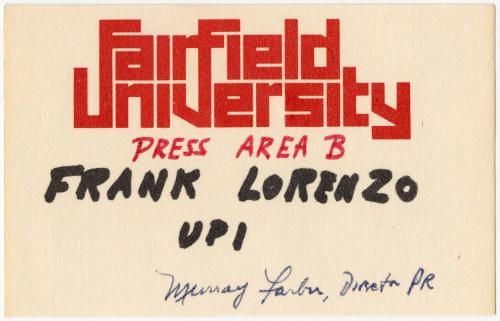 Fairfield
University
PRESS AREA B
FRANK LORENZO
UPI
Murray Farber, Director PR